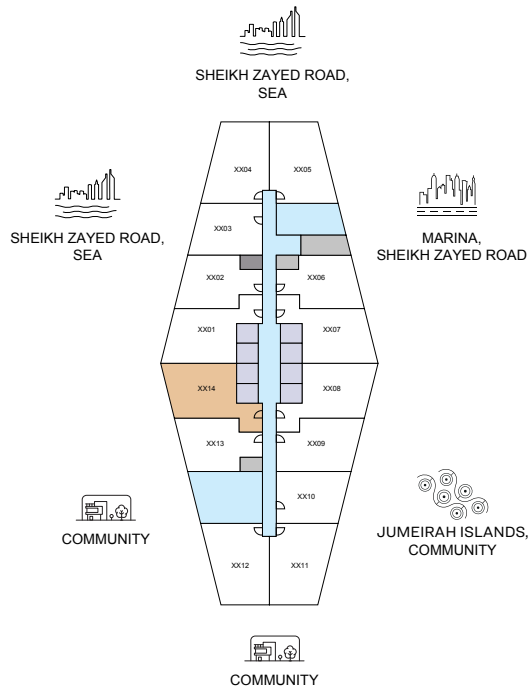 SHEIKH ZAYED ROAD,
SEA
XX04
XX05
SHEIKH ZAYED ROAD,
SEA
XX03
MARINA,
SHEIKH ZAYED ROAD
XX02
XX06
XX01
XX07
XX14
XX08
XX13
XX09
XX10
COMMUNITY
JUMEIRAH ISLANDS,
COMMUNITY
XX12
XX11
COMMUNITY